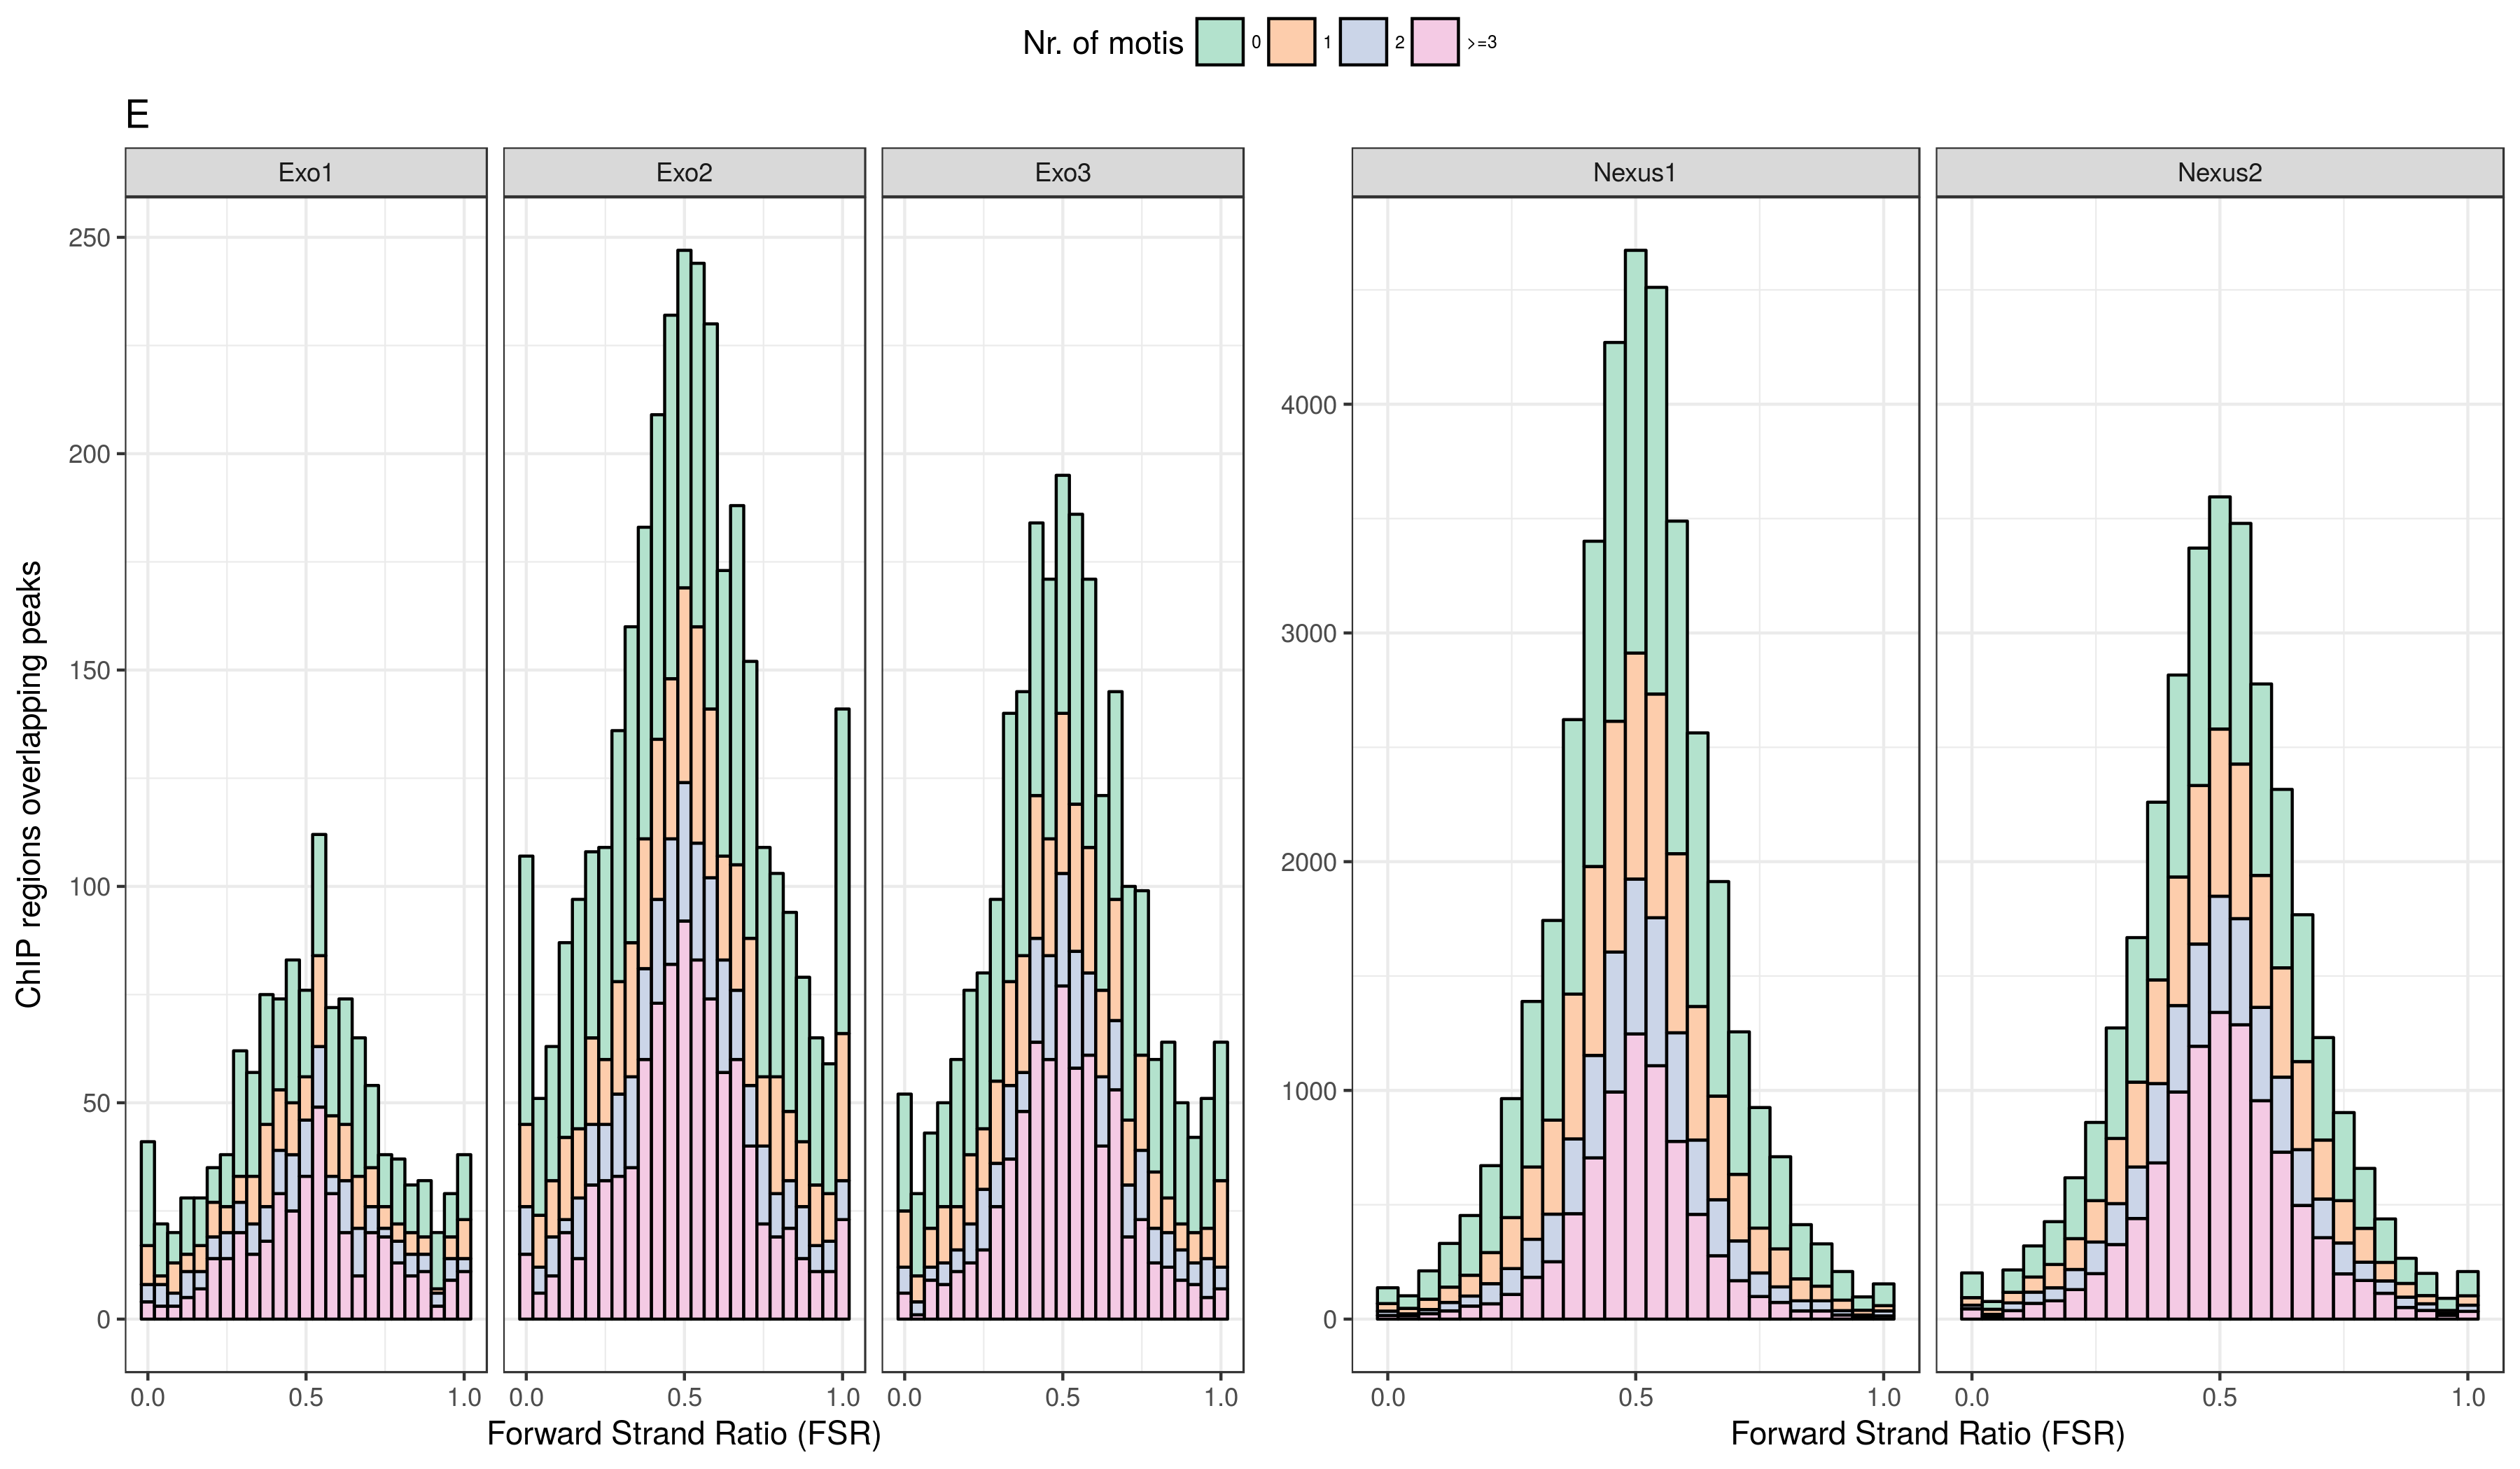 Nr. of motis 0 1 2 >=3
E
Exo1 Exo2 Exo3 Nexus1 Nexus2
ChIP regions overlapping peaks
250
200
150
100
50
0
4000
3000
2000
1000
0
0.0 0.5 1.0 0.0 0.5 1.0 0.0 0.5 1.0 0.0 0.5 1.0 0.0 0.5 1.0
Forward Strand Ratio (FSR) Forward Strand Ratio (FSR)